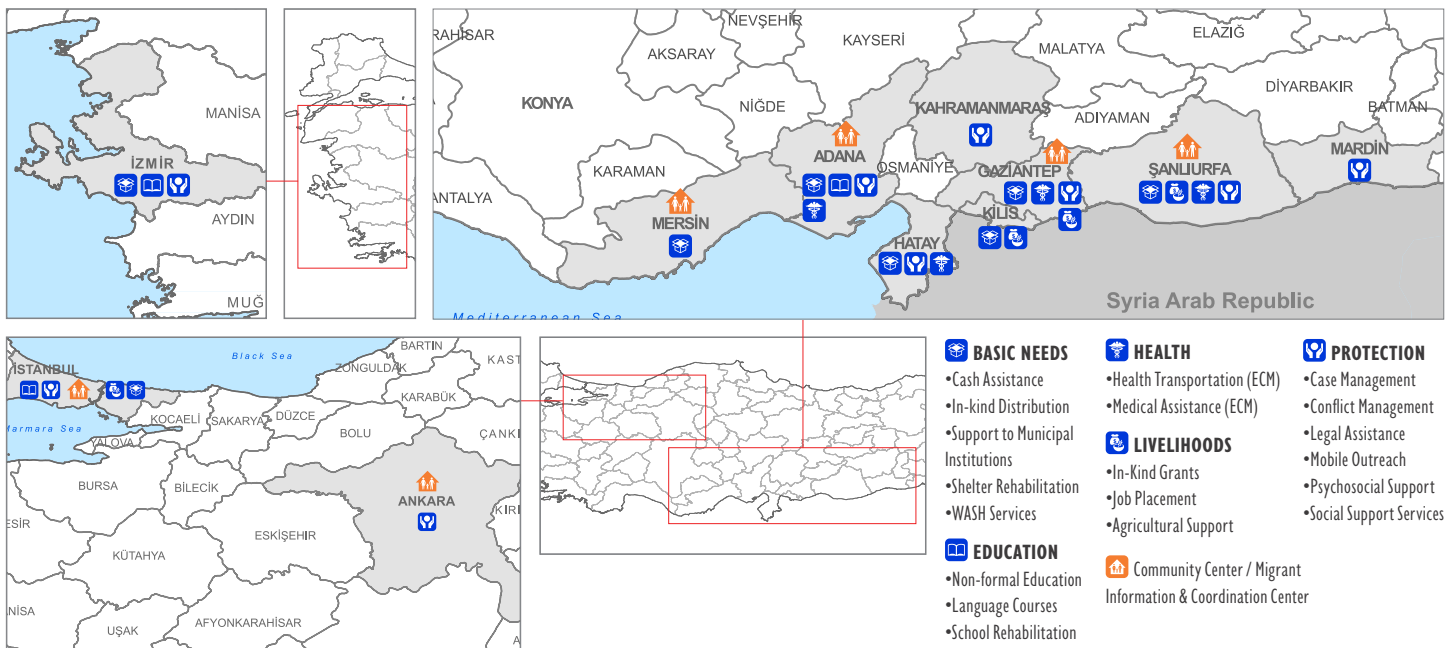 MANİSA
İZMİR
AYDIN
MUĞ
RAHİSAR
NEVŞEHİR
AKSARAY
KAYSERİ
MALATYA
ELAZIĞ
KONYA
NİĞDE
KAHRAMANMARAŞ
DİYARBAKIR
BATMAN
ADIYAMAN
ADANA
MARDİN
KARAMAN
OSMANİYE
GAZİANTEP
ŞANLIURFA
ANTALYA
MERSİN
KİLİS
HATAY
Syria Arab Republic
Mediterranean Sea
Black Sea
BARTIN
KAST
ZONGULDAK
İSTANBUL
KARABÜK
KOCAELİ
SAKARYA
DÜZCE
BOLU
ÇANKI
Marmara Sea
YALOVA
BURSA
BİLECİK
ANKARA
KIRI
ESİR
ESKİŞEHİR
KÜTAHYA
NİSA
UŞAK
AFYONKARAHİSAR
A
BASIC NEEDS
•Cash Assistance
•In-kind Distribution
•Support to Municipal
Institutions
•Shelter Rehabilitation
•WASH Services
EDUCATION
•Non-formal Education
•Language Courses
•School Rehabilitation
HEALTH
•Health Transportation (ECM)
•Medical Assistance (ECM)
LIVELIHOODS
•In-Kind Grants
•Job Placement
•Agricultural Support
Community Center / Migrant
Information & Coordination Center
PROTECTION
•Case Management
•Conflict Management
•Legal Assistance
•Mobile Outreach
•Psychosocial Support
•Social Support Services